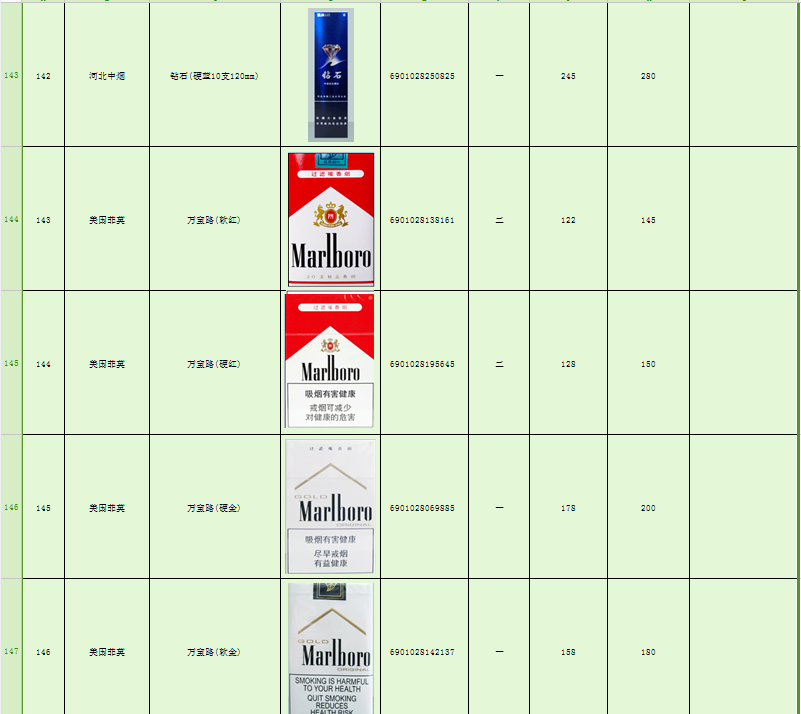 143 142 河北中烟 钻石(硬蓝10支120mm) 6901028250825 一 245 280
钻石
144 143 美国菲莫 万宝路(软红) 6901028138161 二 122 145
过滤嘴香烟
Marlboro
145 144 美国菲莫 万宝路(硬红) 6901028195645 二 128 150
过滤嘴香烟
Marlboro
吸烟有害健康
戒烟可减少
对健康的危害
146 145 美国菲莫 万宝路(硬金) 6901028069885 一 178 200
过滤嘴香烟
GOLD
Marlboro
ORIGINAL
吸烟有害健康
尽早戒烟
有益健康
147 146 美国菲莫 万宝路(软金) 6901028142137 一 158 180
GOLD
Marlboro
ORIGINAL
SMOKING IS HARMFUL
TO YOUR HEALTH
QUIT SMOKING
REDUCES
HEALTH RISK